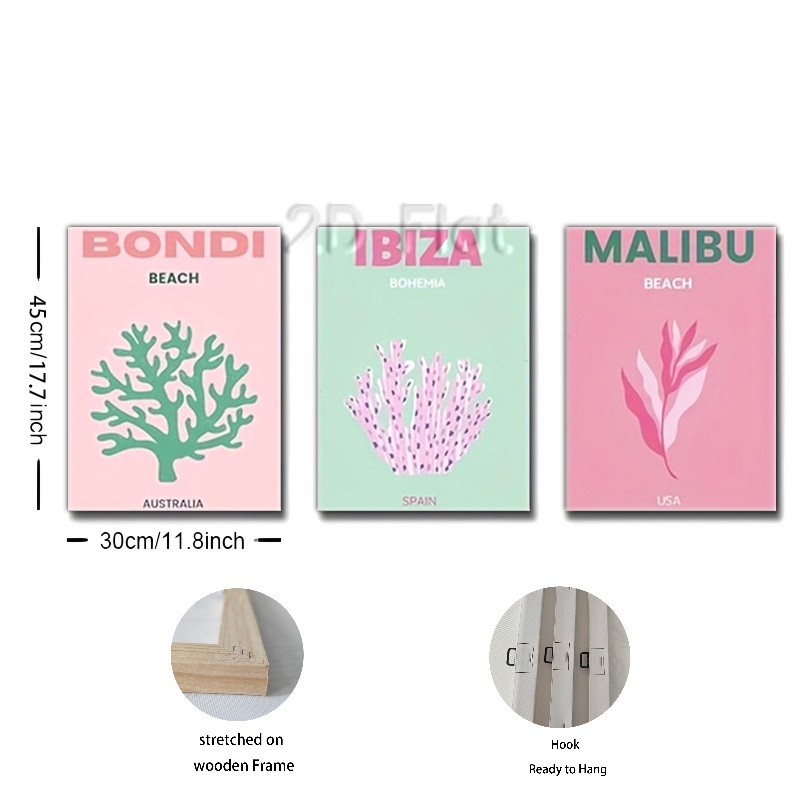 2D Flat
BONDI
BEACH
AUSTRALIA
IBIZA
BOHEMIA
SPAIN
MALIBU
BEACH
USA
45cm/17.7inch
30cm/11.8inch
stretched on
wooden Frame
Hook
Ready to Hang